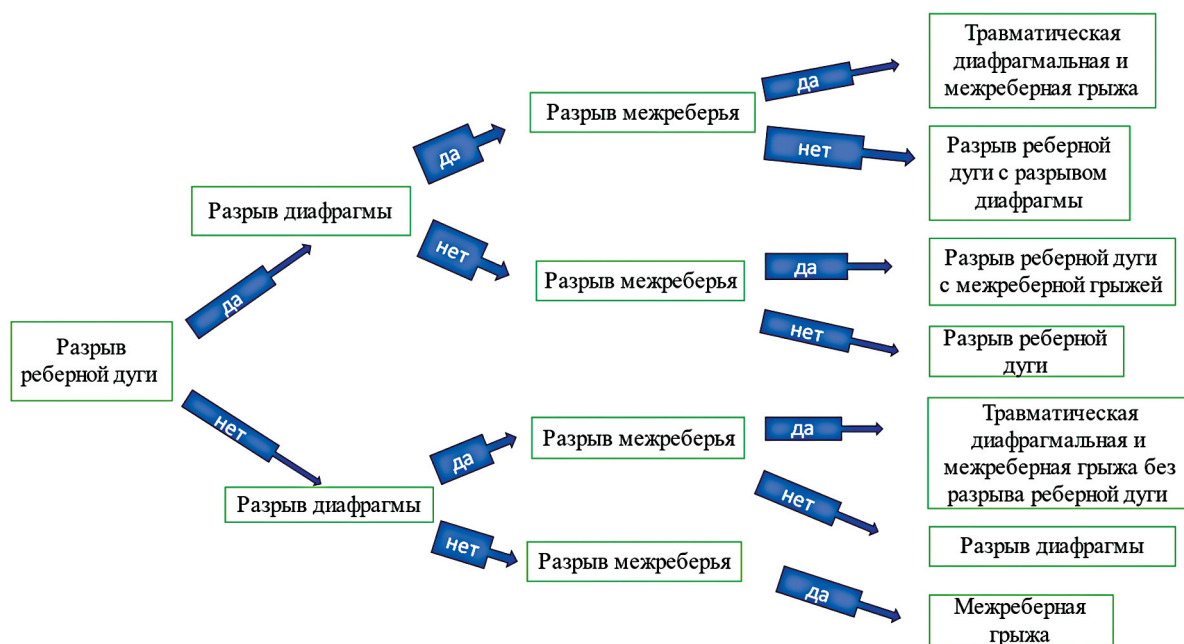 Разрыв
реберной дуги
да
нет
Разрыв диафрагмы
Разрыв диафрагмы
да
нет
да
нет
Разрыв межреберья
Разрыв межреберья
Разрыв межреберья
Разрыв межреберья
да
нет
да
нет
да
нет
да
Травматическая
диафрагмальная и
межреберная грыжа
Разрыв реберной
дуги с разрывом
диафрагмы
Разрыв реберной дуги
с межреберной грыжей
Разрыв реберной
дуги
Травматическая
диафрагмальная и
межреберная грыжа без
разрыва реберной дуги
Разрыв диафрагмы
Межреберная
грыжа